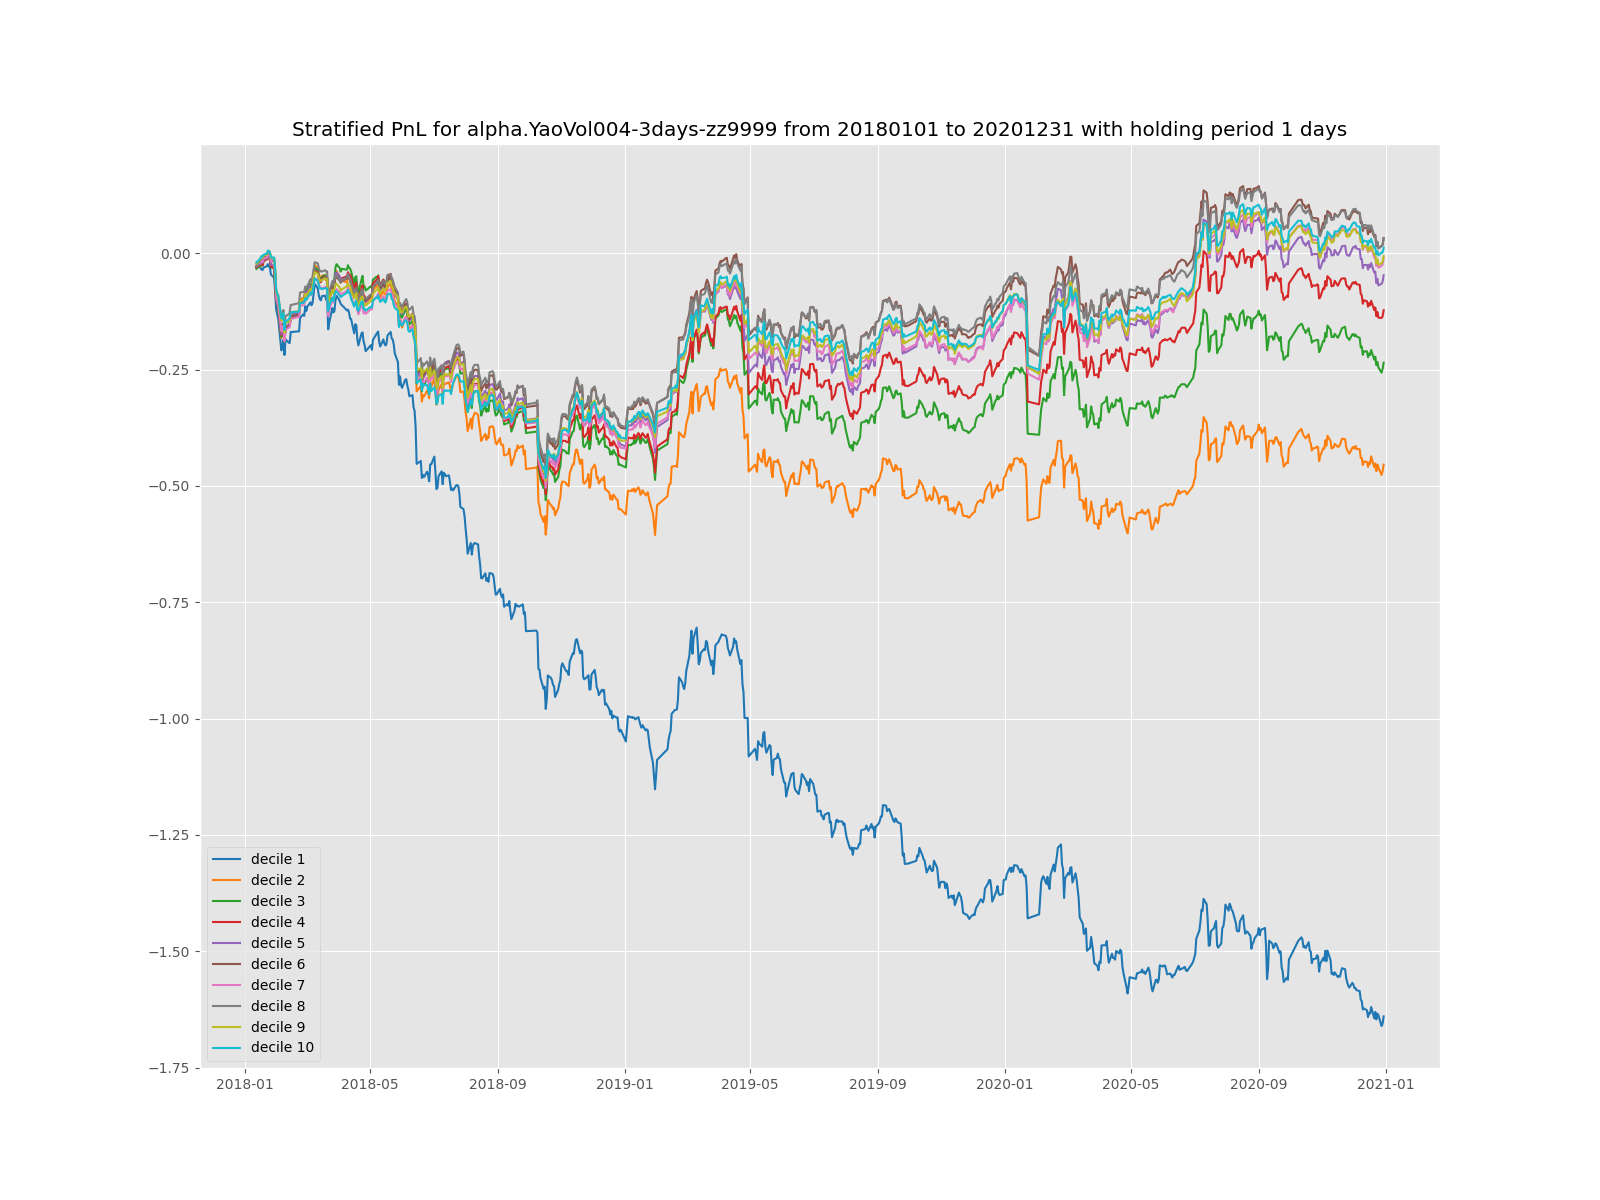 Stratified PnL for alpha.YaoVol004-3days-zz9999 from 20180101 to 20201231 with holding period 1 days
0.00
−0.25
−0.50
−0.75
−1.00
−1.25
−1.50
−1.75
decile 1
decile 2
decile 3
decile 4
decile 5
decile 6
decile 7
decile 8
decile 9
decile 10
2018-01 2018-05 2018-09 2019-01 2019-05 2019-09 2020-01 2020-05 2020-09 2021-01